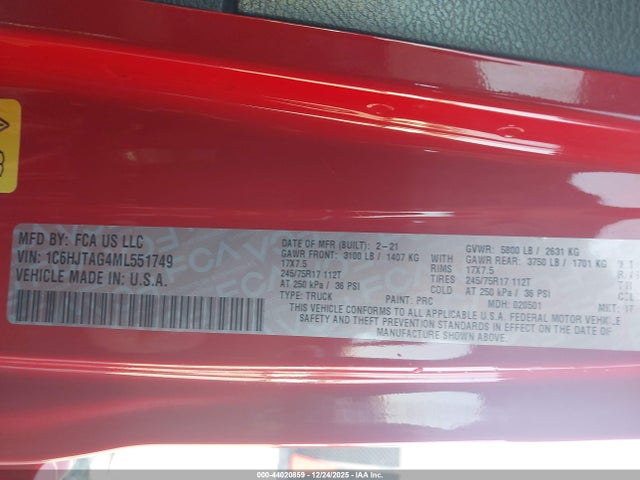 MFD BY: FCA US LLC
VIN: 1C6HJTAG4ML551749
VEHICLE MADE IN: U.S.A.
DATE OF MFR (BUILT): 2-21
GAWR FRONT: 3100 LB / 1407 KG
17X7.5
245/75R17 112T
AT 250 kPa / 36 PSI
TYPE: TRUCK
PAINT: PRC
WITH
RIMS
TIRES
COLD
GVWR: 5800 LB / 2631 KG
GAWR REAR: 3750 LB / 1701 KG
17X7.5
245/75R17 112T
AT 250 kPa / 36 PSI
MDH: 020501
THIS VEHICLE CONFORMS TO ALL APPLICABLE U.S.A. FEDERAL MOTOR VEHICLE
SAFETY AND THEFT PREVENTION STANDARDS IN EFFECT ON THE DATE OF
MANUFACTURE SHOWN ABOVE.
00-44020859 - 12/24/2025 - IAA Inc.